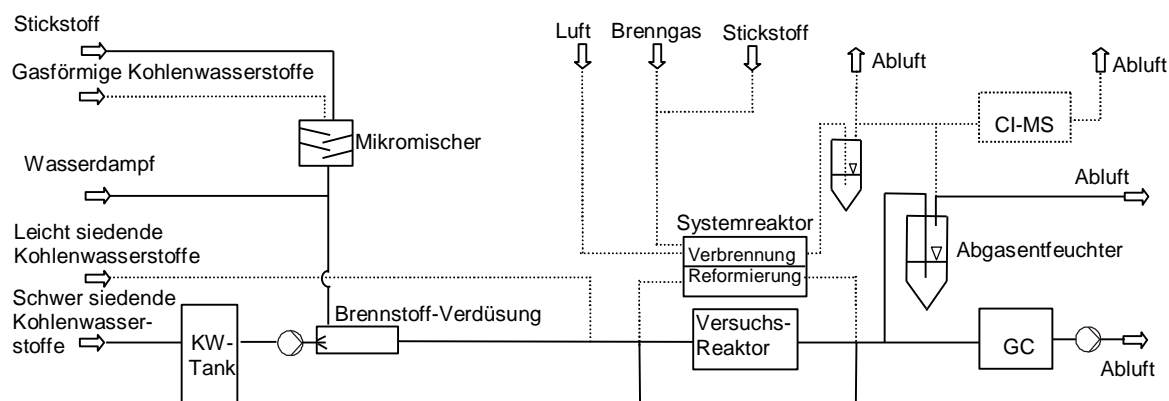 Stickstoff
Gasförmige Kohlenwasserstoffe
Mikromischer
Wasserdampf
Leicht siedende
Kohlenwasserstoffe
Schwer siedende
Kohlenwasser-
stoffe
KW-
Tank
Brennstoff-Verdüsung
Luft
Brenngas
Stickstoff
Abluft
CI-MS
Abluft
Systemreaktor
Verbrennung
Reformierung
Abluft
Abgasentfeuchter
Versuchs-
Reaktor
GC
Abluft